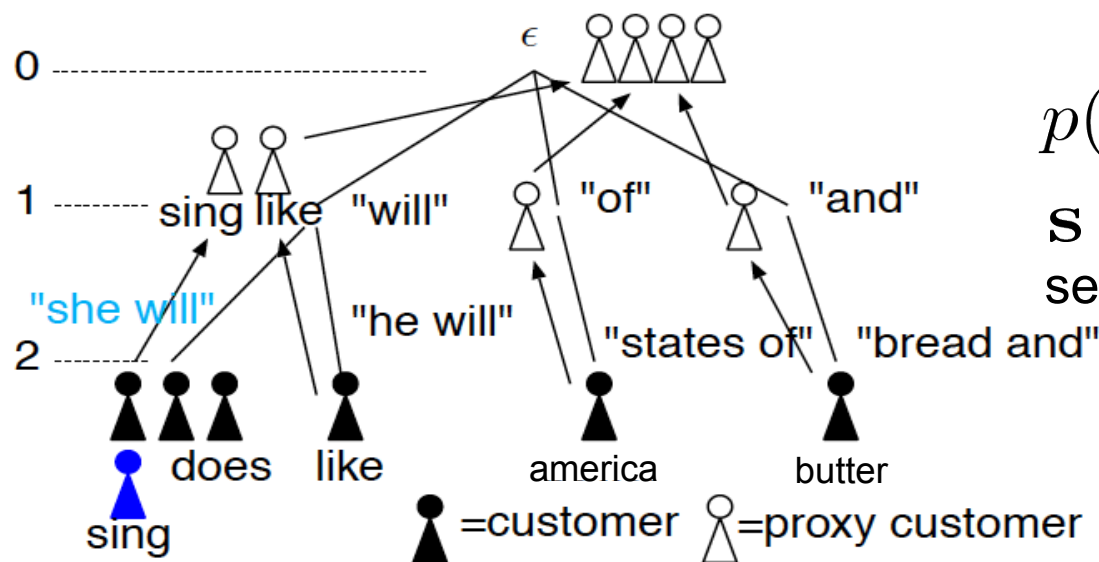 ϵ
0
p(
1
sing like "will"
"of"
"and"
s
se
"she will"
"he will"
2
"states of"
"bread and"
does
like
america
butter
sing
=customer
=proxy customer